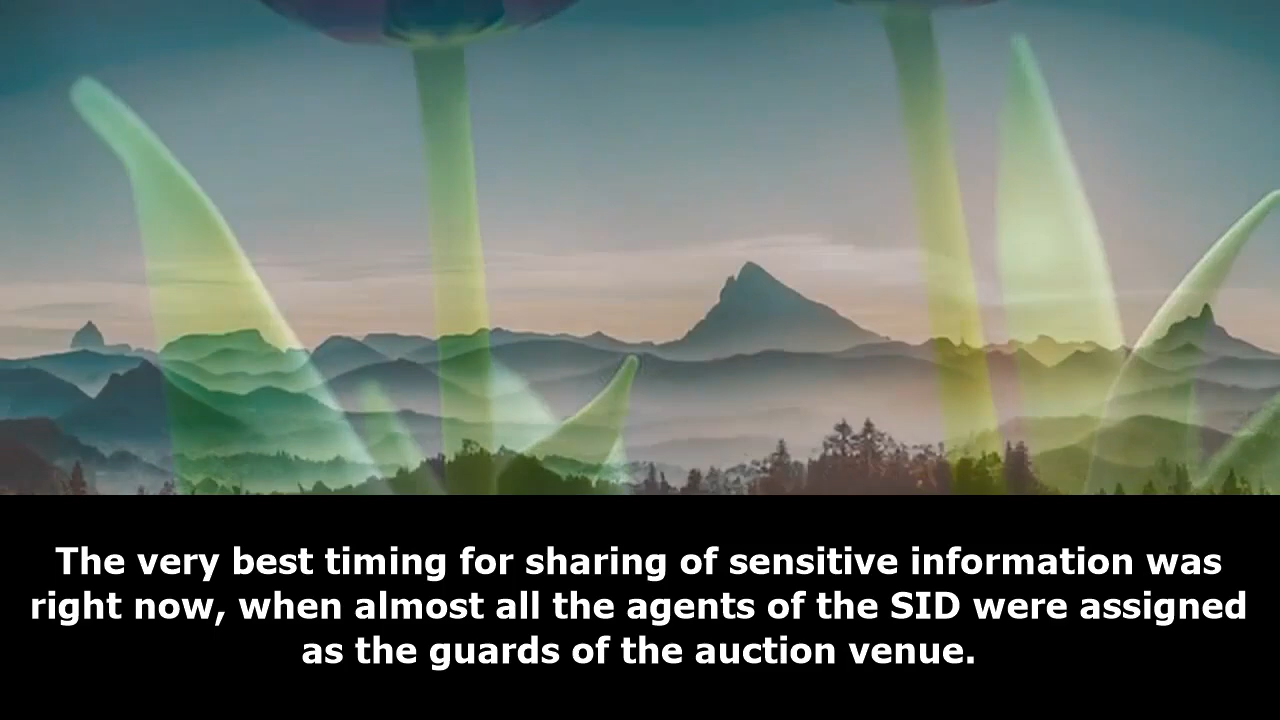 The very best timing for sharing of sensitive information was
right now, when almost all the agents of the SID were assigned
as the guards of the auction venue.